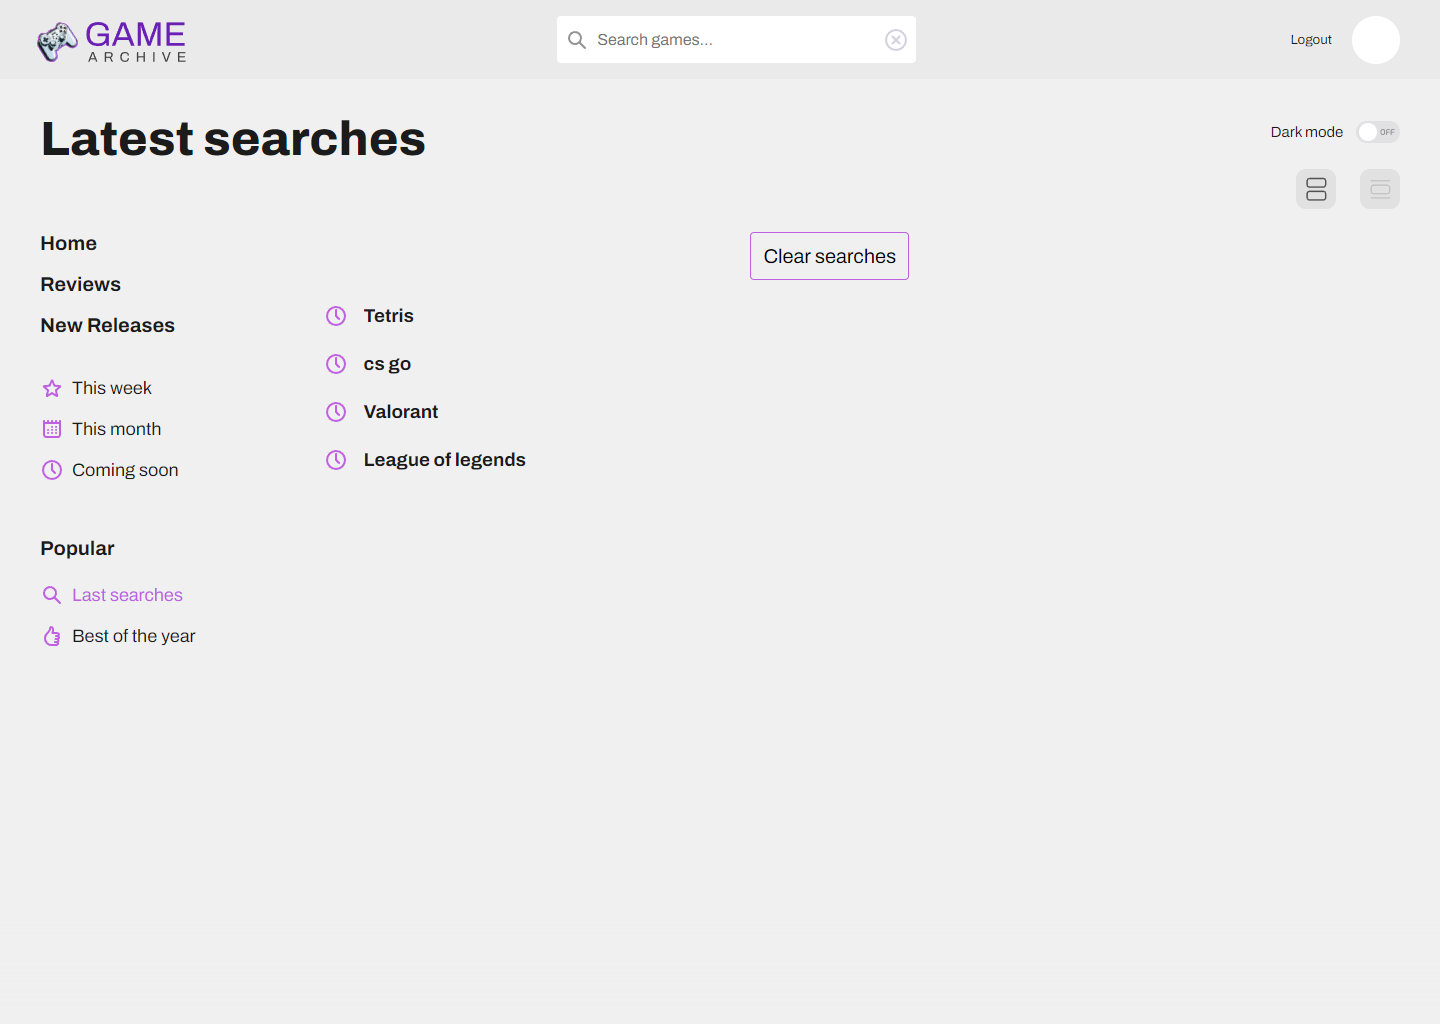 GAME
ARCHIVE
Search games...
Logout
Latest searches
Dark mode
OFF
Home
Reviews
New Releases
This week
This month
Coming soon
Popular
Last searches
Best of the year
Clear searches
Tetris
cs go
Valorant
League of legends